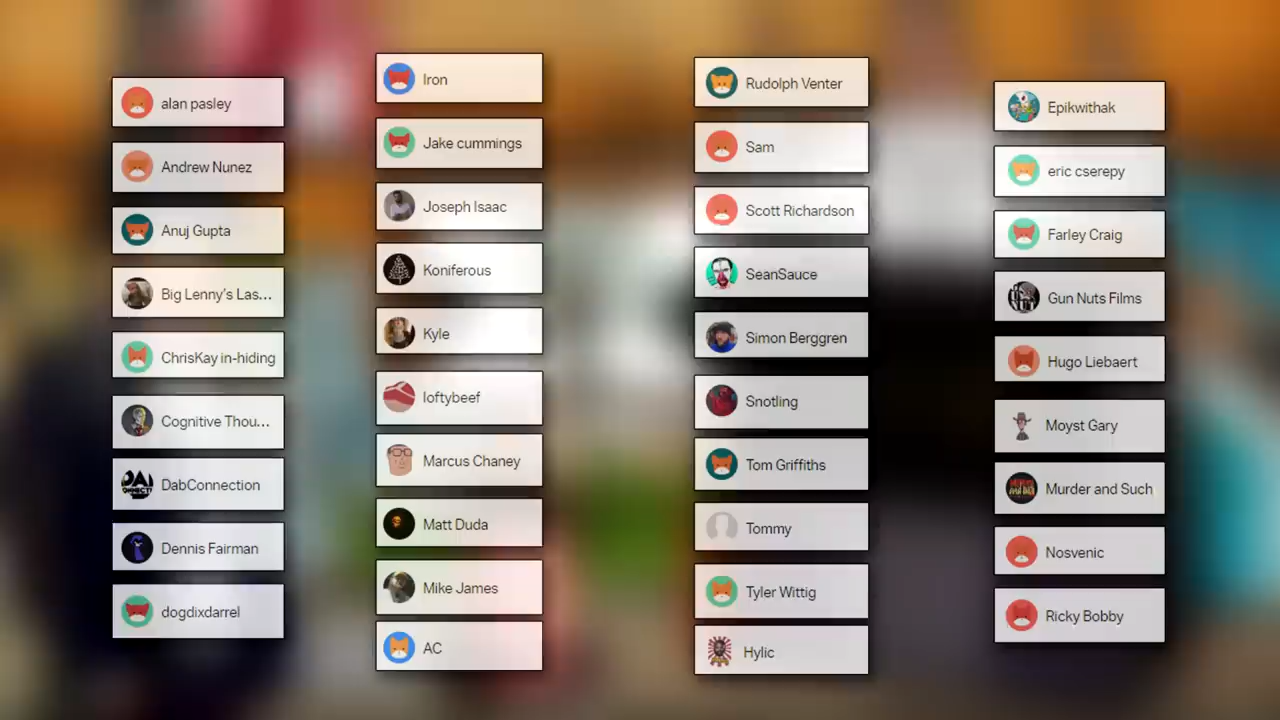 alan pasley
Andrew Nunez
Anuj Gupta
Big Lenny's Las...
ChrisKay in-hiding
Cognitive Thou...
DabConnection
Dennis Fairman
dogdixdarrel
Iron
Jake cummings
Joseph Isaac
Koniferous
Kyle
loftybeef
Marcus Chaney
Matt Duda
Mike James
AC
Rudolph Venter
Sam
Scott Richardson
SeanSauce
Simon Berggren
Snotling
Tom Griffiths
Tommy
Tyler Wittig
Hylic
Epikwithak
eric cserepy
Farley Craig
Gun Nuts Films
Hugo Liebaert
Moyst Gary
Murder and Such
Nosvenic
Ricky Bobby